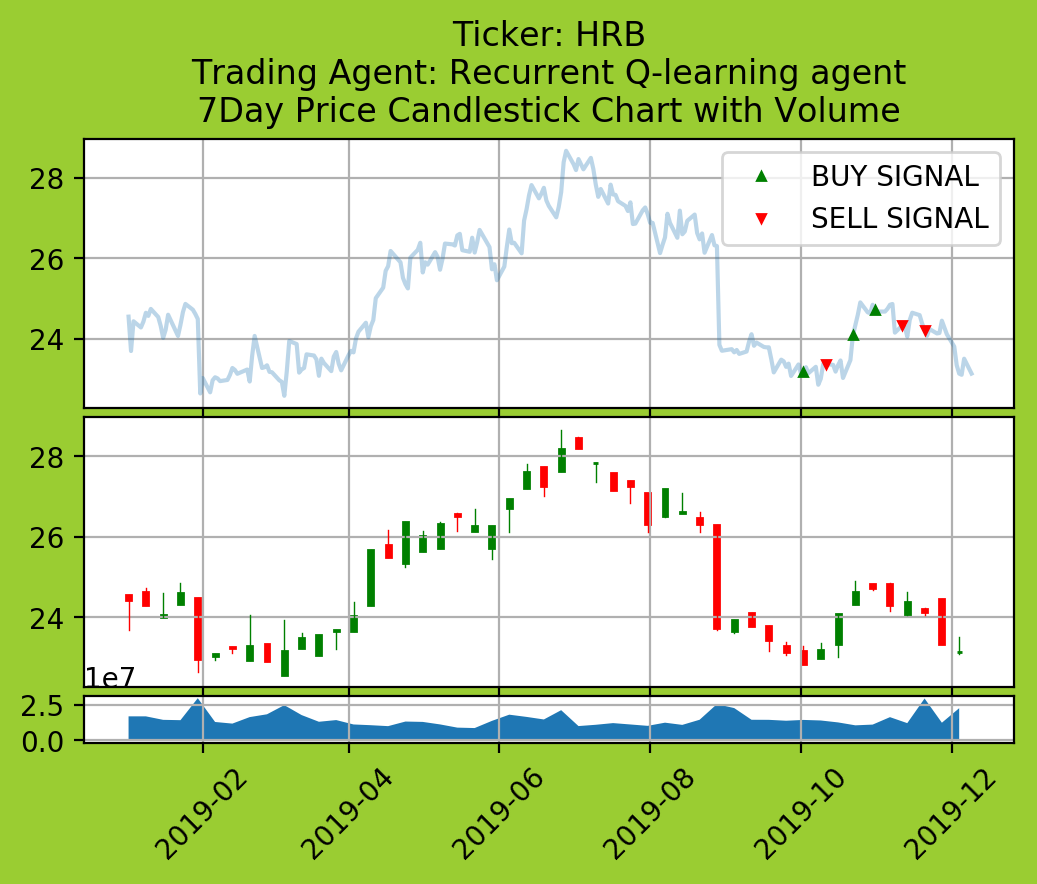 Ticker: HRB
Trading Agent: Recurrent Q-learning agent
7Day Price Candlestick Chart with Volume
28
26
24
BUY SIGNAL
SELL SIGNAL
28
26
24
1e7
2.5
0.0
2019-02
2019-04
2019-06
2019-08
2019-10
2019-12